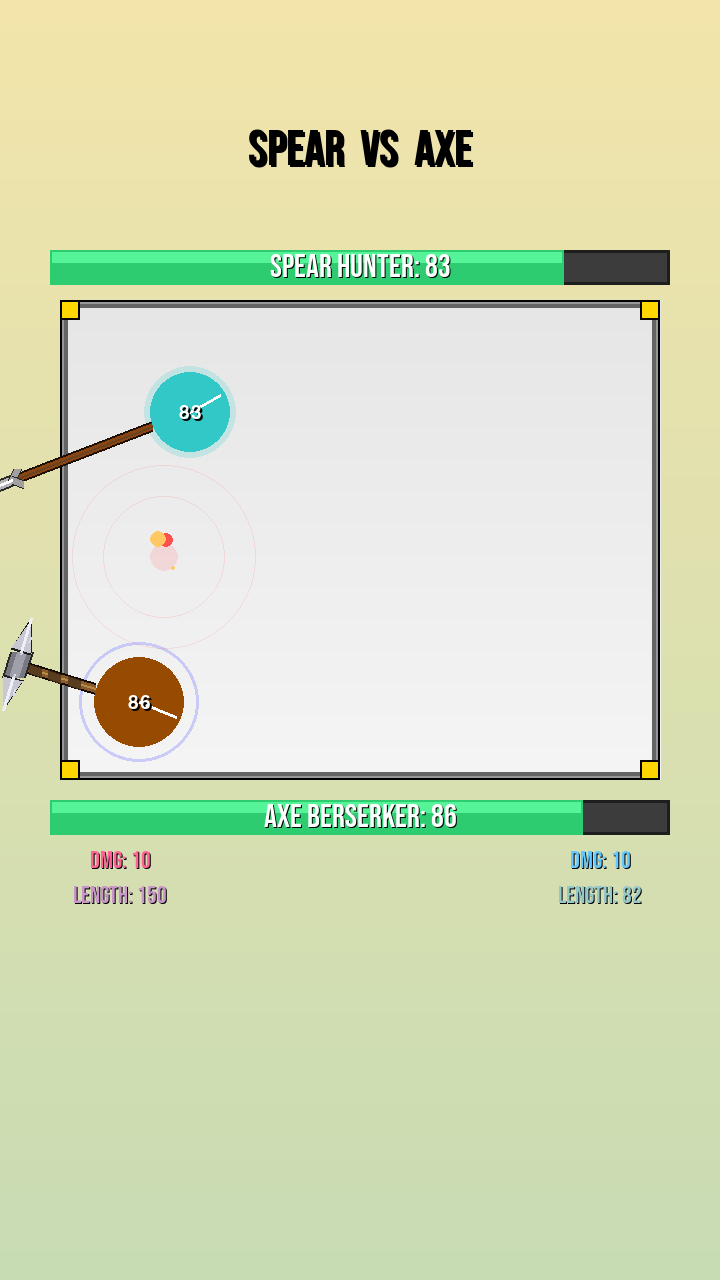 SPEAR VS AXE
SPEAR HUNTER: 83
83
86
AXE BERSERKER: 86
DMG: 10
DMG: 10
LENGTH: 150
LENGTH: 82